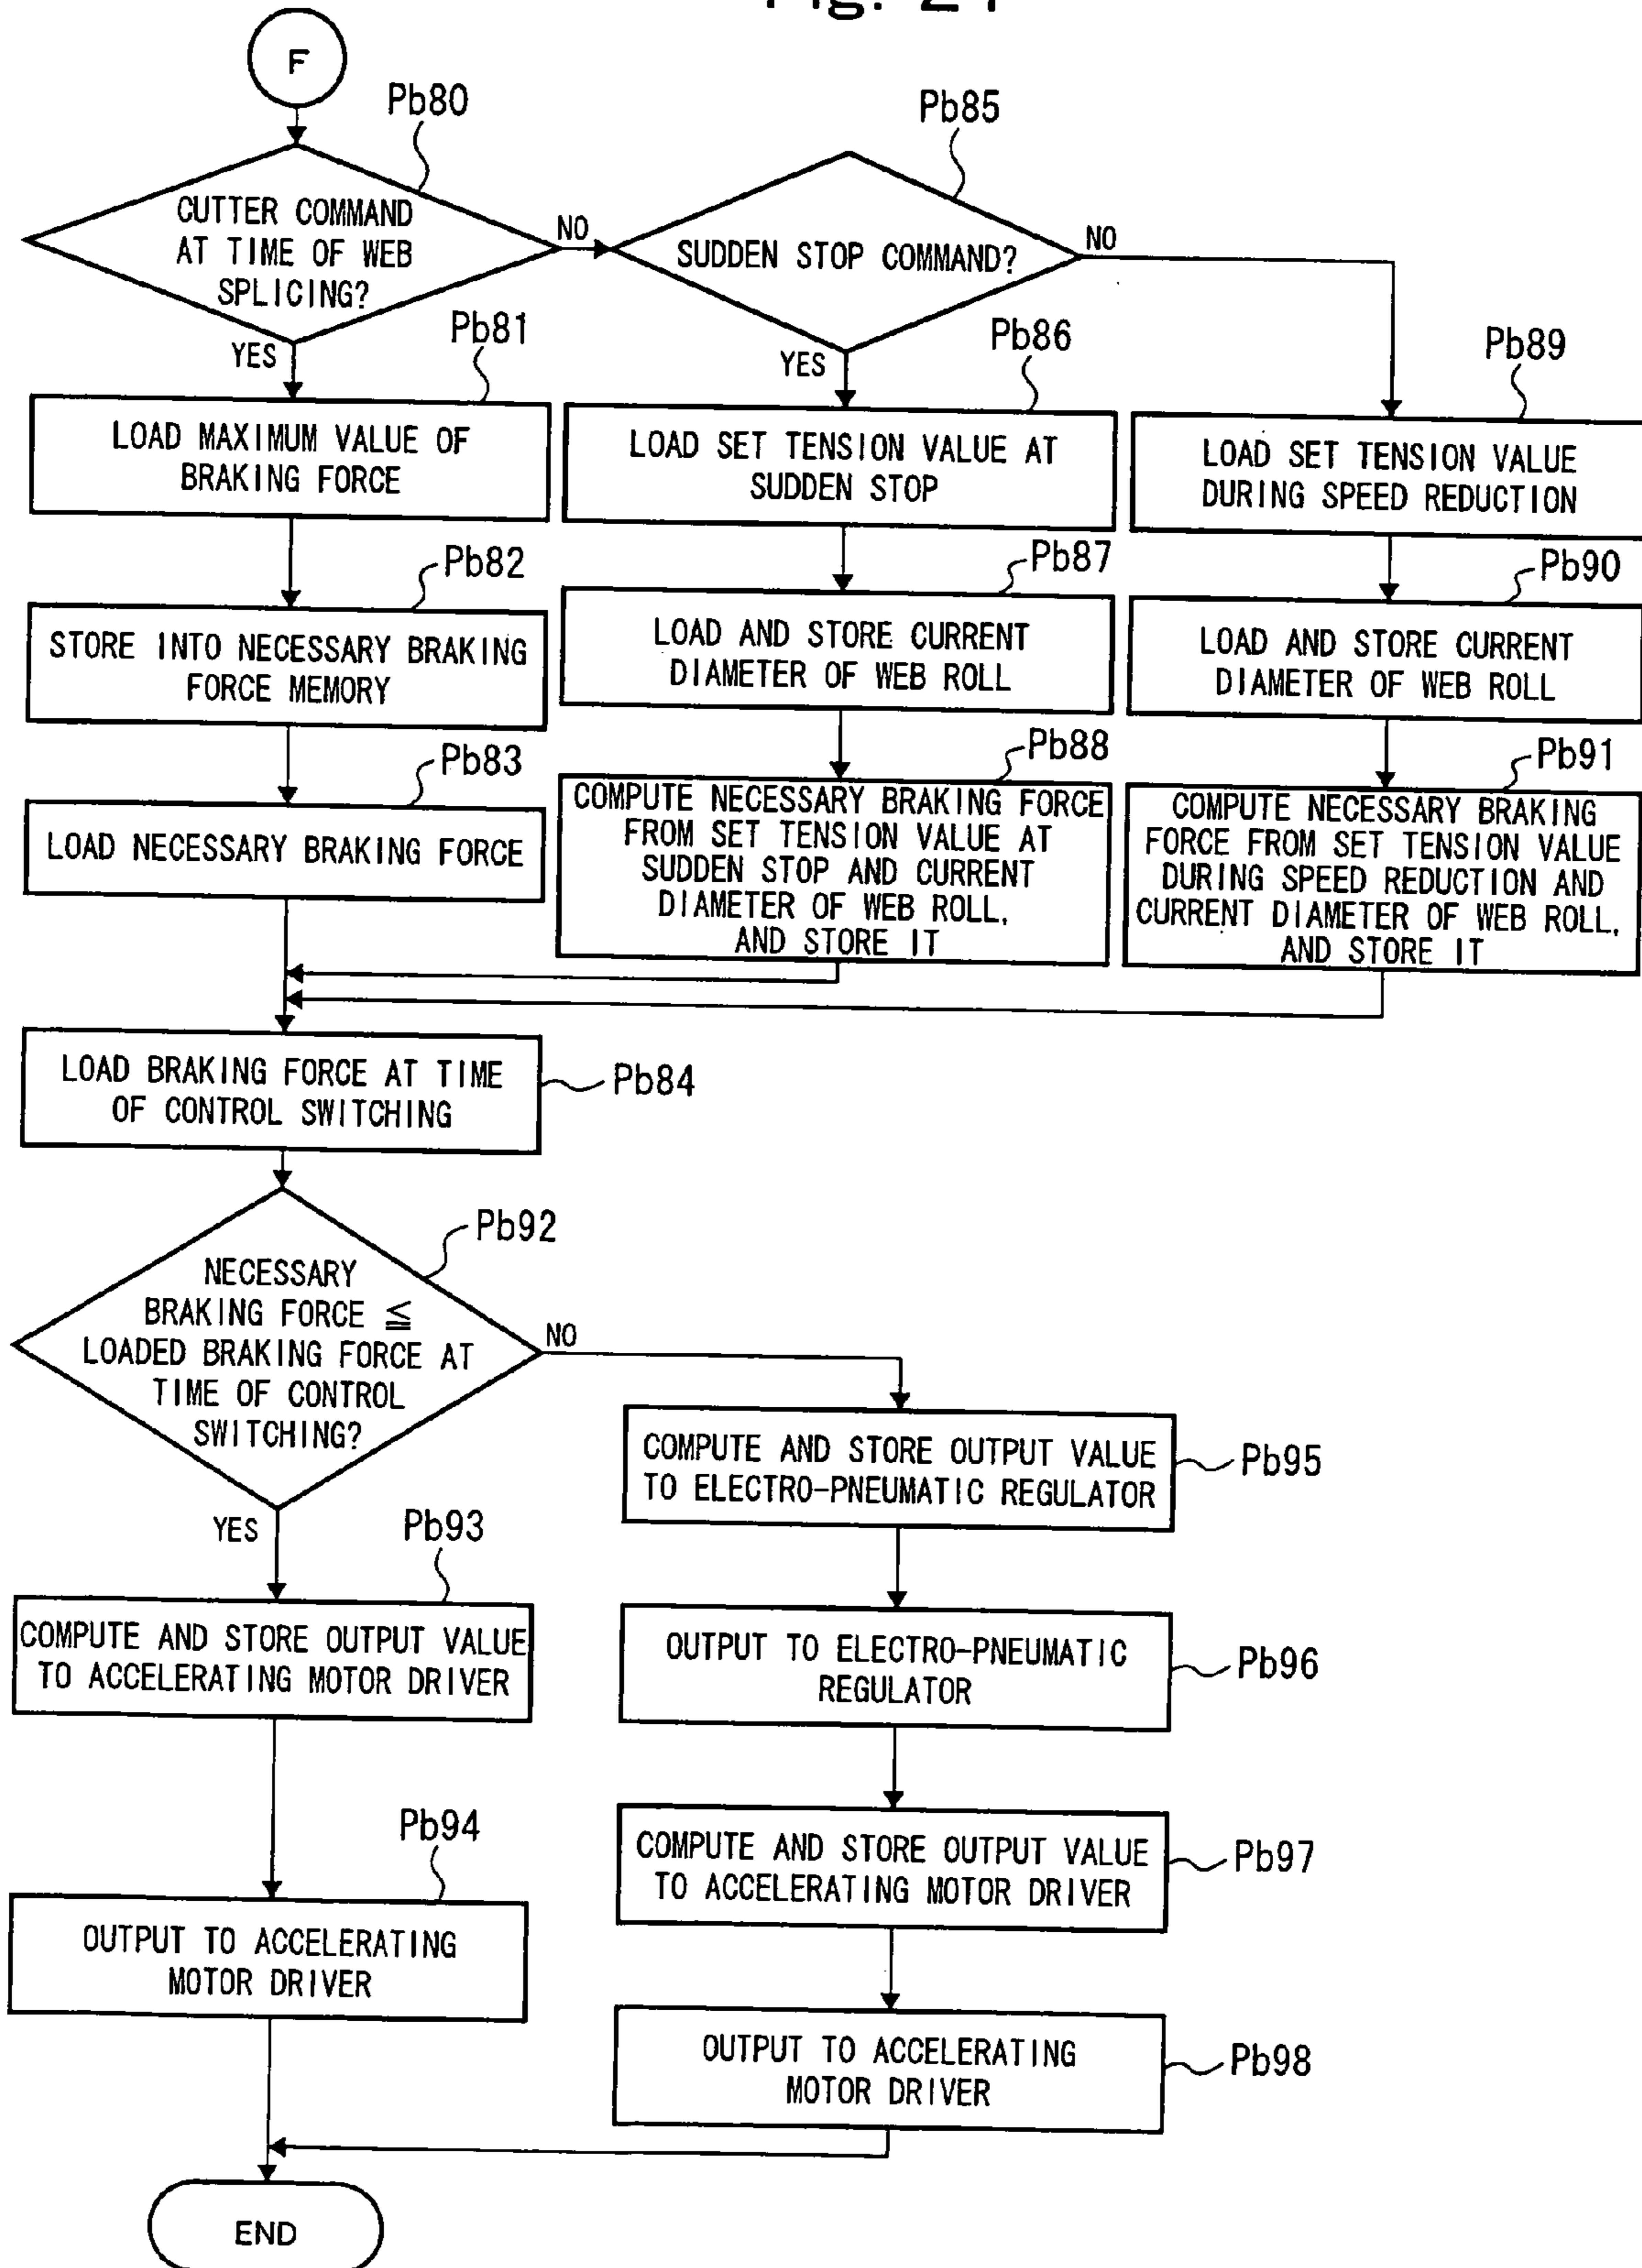 F
Pb80
CUTTER COMMAND
AT TIME OF WEB
SPLICING?
NO
YES
Pb85
SUDDEN STOP COMMAND?
NO
YES
Pb81
LOAD MAXIMUM VALUE OF
BRAKING FORCE
Pb86
LOAD SET TENSION VALUE AT
SUDDEN STOP
Pb89
LOAD SET TENSION VALUE
DURING SPEED REDUCTION
Pb82
STORE INTO NECESSARY BRAKING
FORCE MEMORY
Pb87
LOAD AND STORE CURRENT
DIAMETER OF WEB ROLL
Pb90
LOAD AND STORE CURRENT
DIAMETER OF WEB ROLL
Pb83
LOAD NECESSARY BRAKING FORCE
Pb88
COMPUTE NECESSARY BRAKING FORCE
FROM SET TENSION VALUE AT
SUDDEN STOP AND CURRENT
DIAMETER OF WEB ROLL,
AND STORE IT
Pb91
COMPUTE NECESSARY BRAKING
FORCE FROM SET TENSION VALUE
DURING SPEED REDUCTION AND
CURRENT DIAMETER OF WEB ROLL,
AND STORE IT
LOAD BRAKING FORCE AT TIME
OF CONTROL SWITCHING
Pb84
Pb92
NECESSARY
BRAKING FORCE ≦
LOADED BRAKING FORCE AT
TIME OF CONTROL
SWITCHING?
NO
YES
Pb93
COMPUTE AND STORE OUTPUT VALUE
TO ACCELERATING MOTOR DRIVER
Pb94
OUTPUT TO ACCELERATING
MOTOR DRIVER
COMPUTE AND STORE OUTPUT VALUE
TO ELECTRO-PNEUMATIC REGULATOR
Pb95
OUTPUT TO ELECTRO-PNEUMATIC
REGULATOR
Pb96
COMPUTE AND STORE OUTPUT VALUE
TO ACCELERATING MOTOR DRIVER
Pb97
OUTPUT TO ACCELERATING
MOTOR DRIVER
Pb98
END